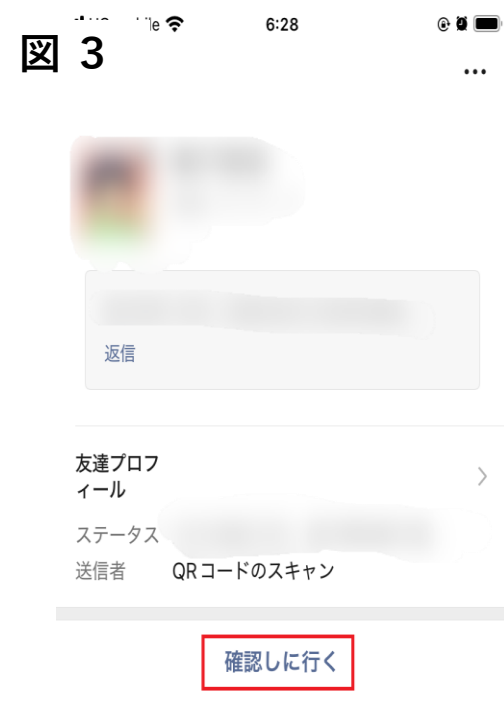 6:28
図 3
返信
友達プロフ
ィール
ステータス
送信者 QRコードのスキャン
確認しに行く